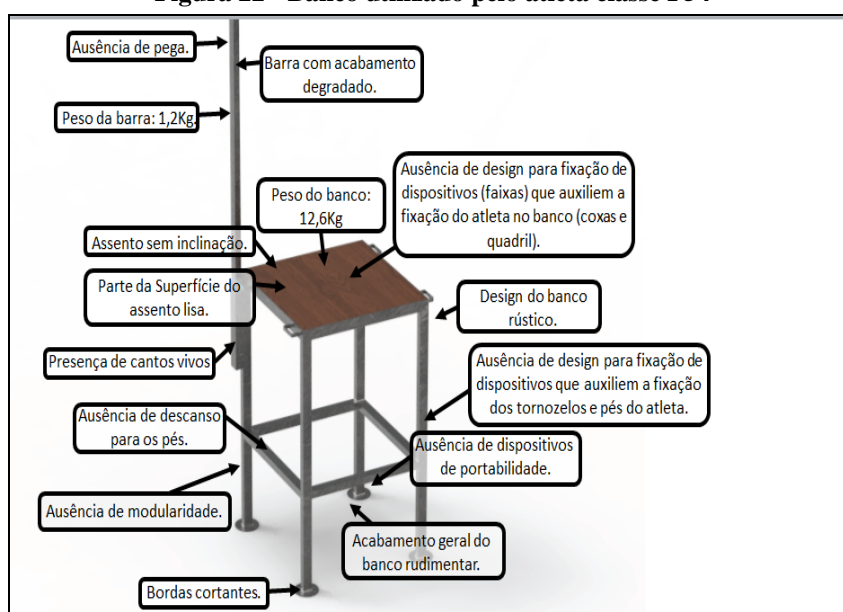 Figura - Banco utilizado pelo atleta classe
Ausência de pega.
Barra com acabamento
degradado.
Peso da barra: 1,2Kg.
Ausência de design para fixação de
dispositivos (faixas) que auxiliem a
fixação do atleta no banco (coxas e
quadril).
Peso do banco:
12,6Kg
Assento sem inclinação.
Parte da Superfície do
assento lisa.
Design do banco
rústico.
Presença de cantos vivos
Ausência de design para fixação de
dispositivos que auxiliem a fixação
dos tornozelos e pés do atleta.
Ausência de descanso
para os pés.
Ausência de dispositivos
de portabilidade.
Ausência de modularidade.
Acabamento geral do
banco rudimentar.
Bordas cortantes.